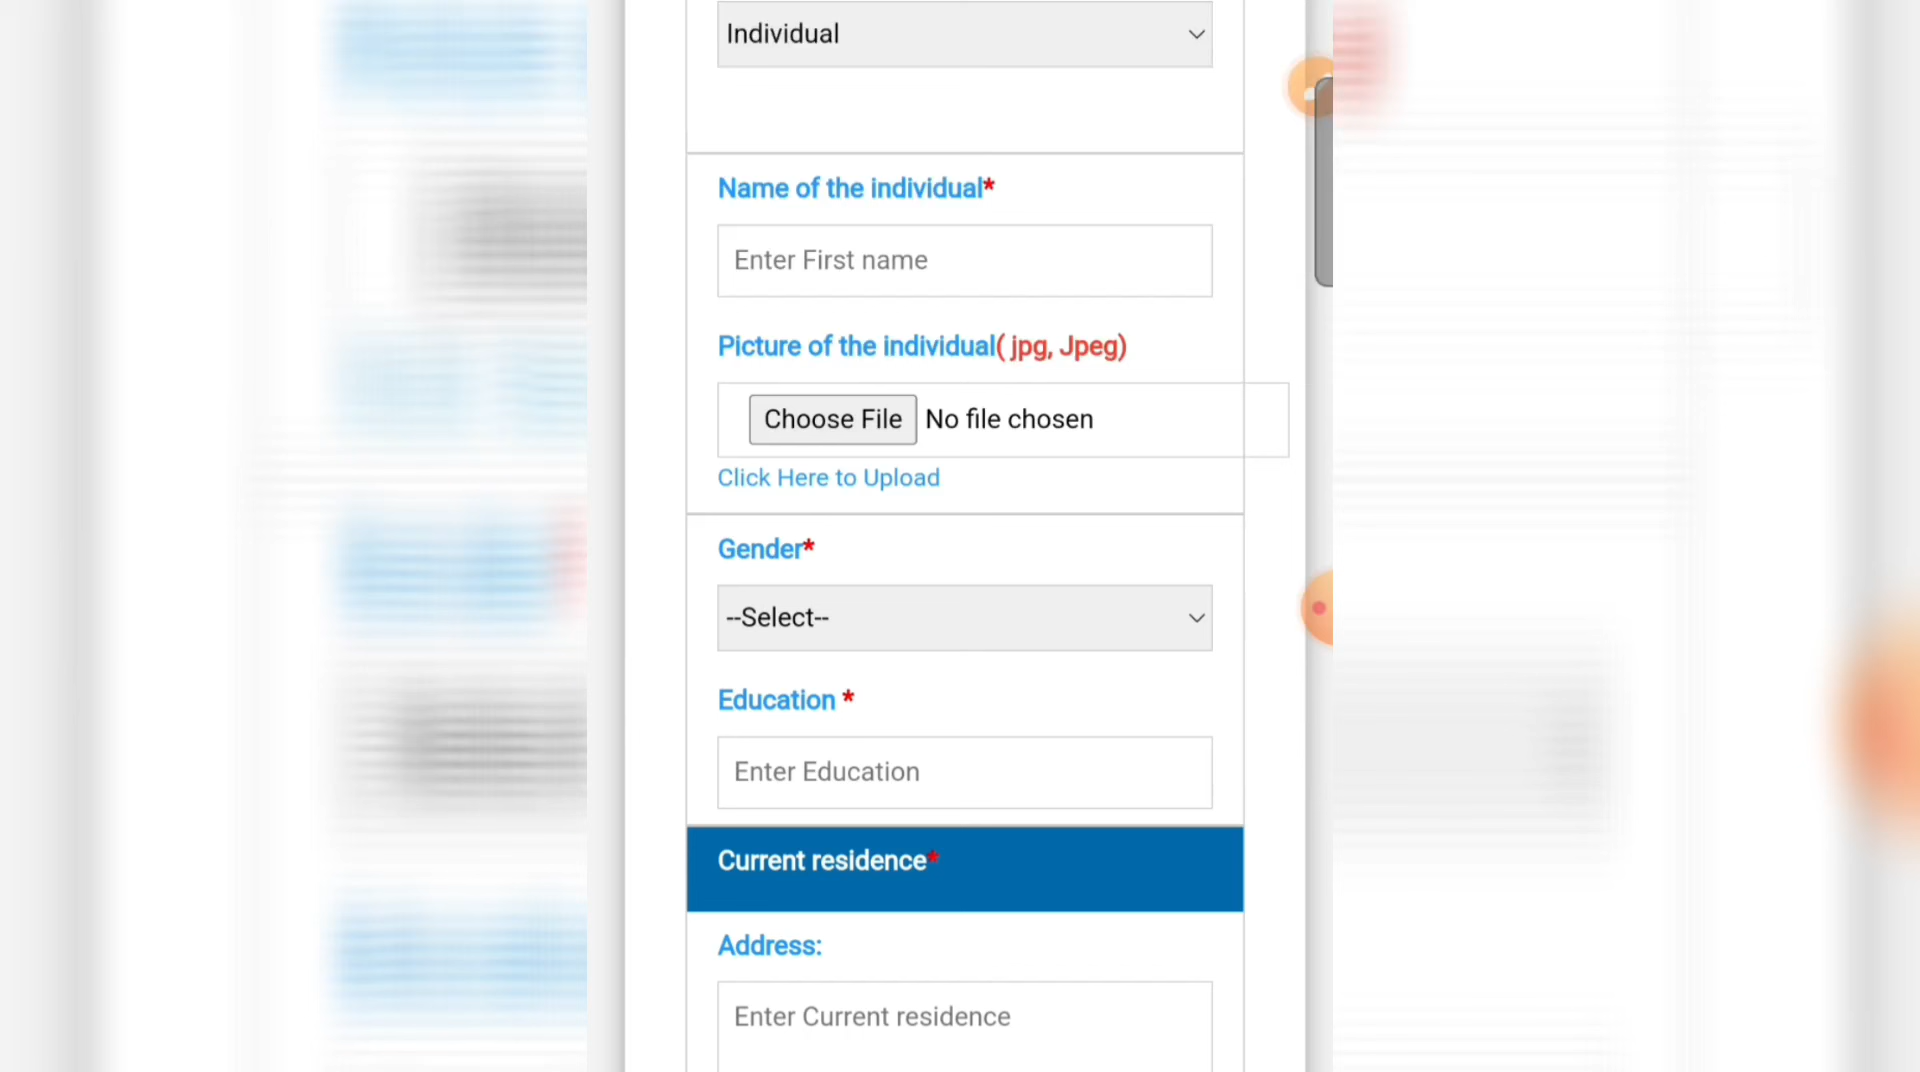 Individual
Name of the individual*
Enter First name
Picture of the individual( jpg, Jpeg)
Choose File No file chosen
Click Here to Upload
Gender*
--Select--
Education *
Enter Education
Current residence*
Address:
Enter Current residence